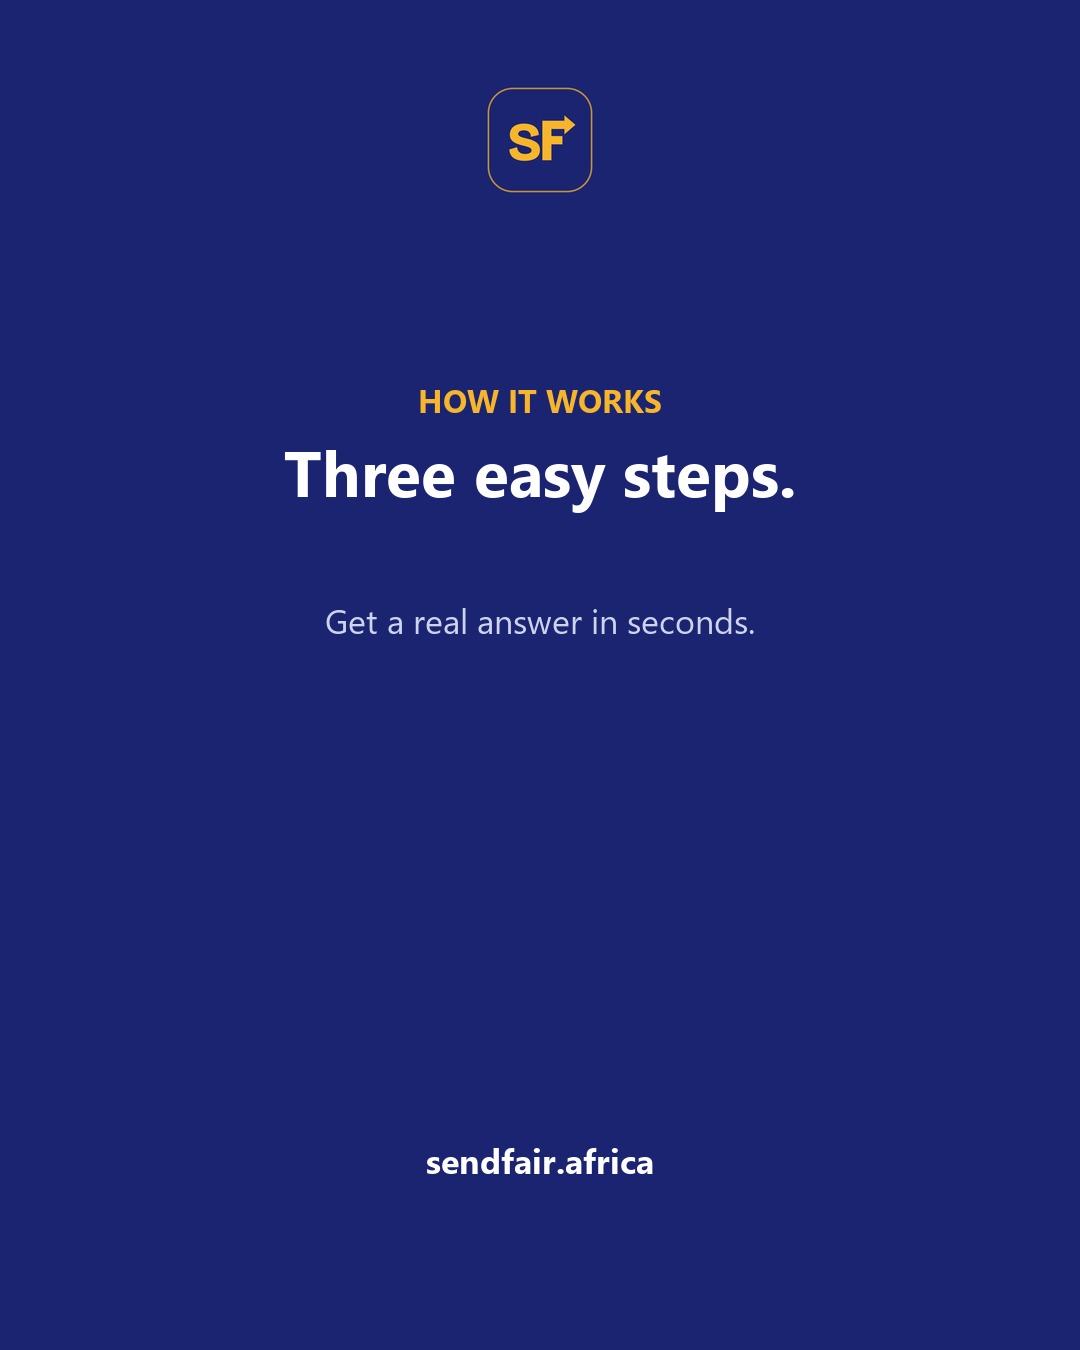 SF
HOW IT WORKS
Three easy steps.
Get a real answer in seconds.
sendfair.africa